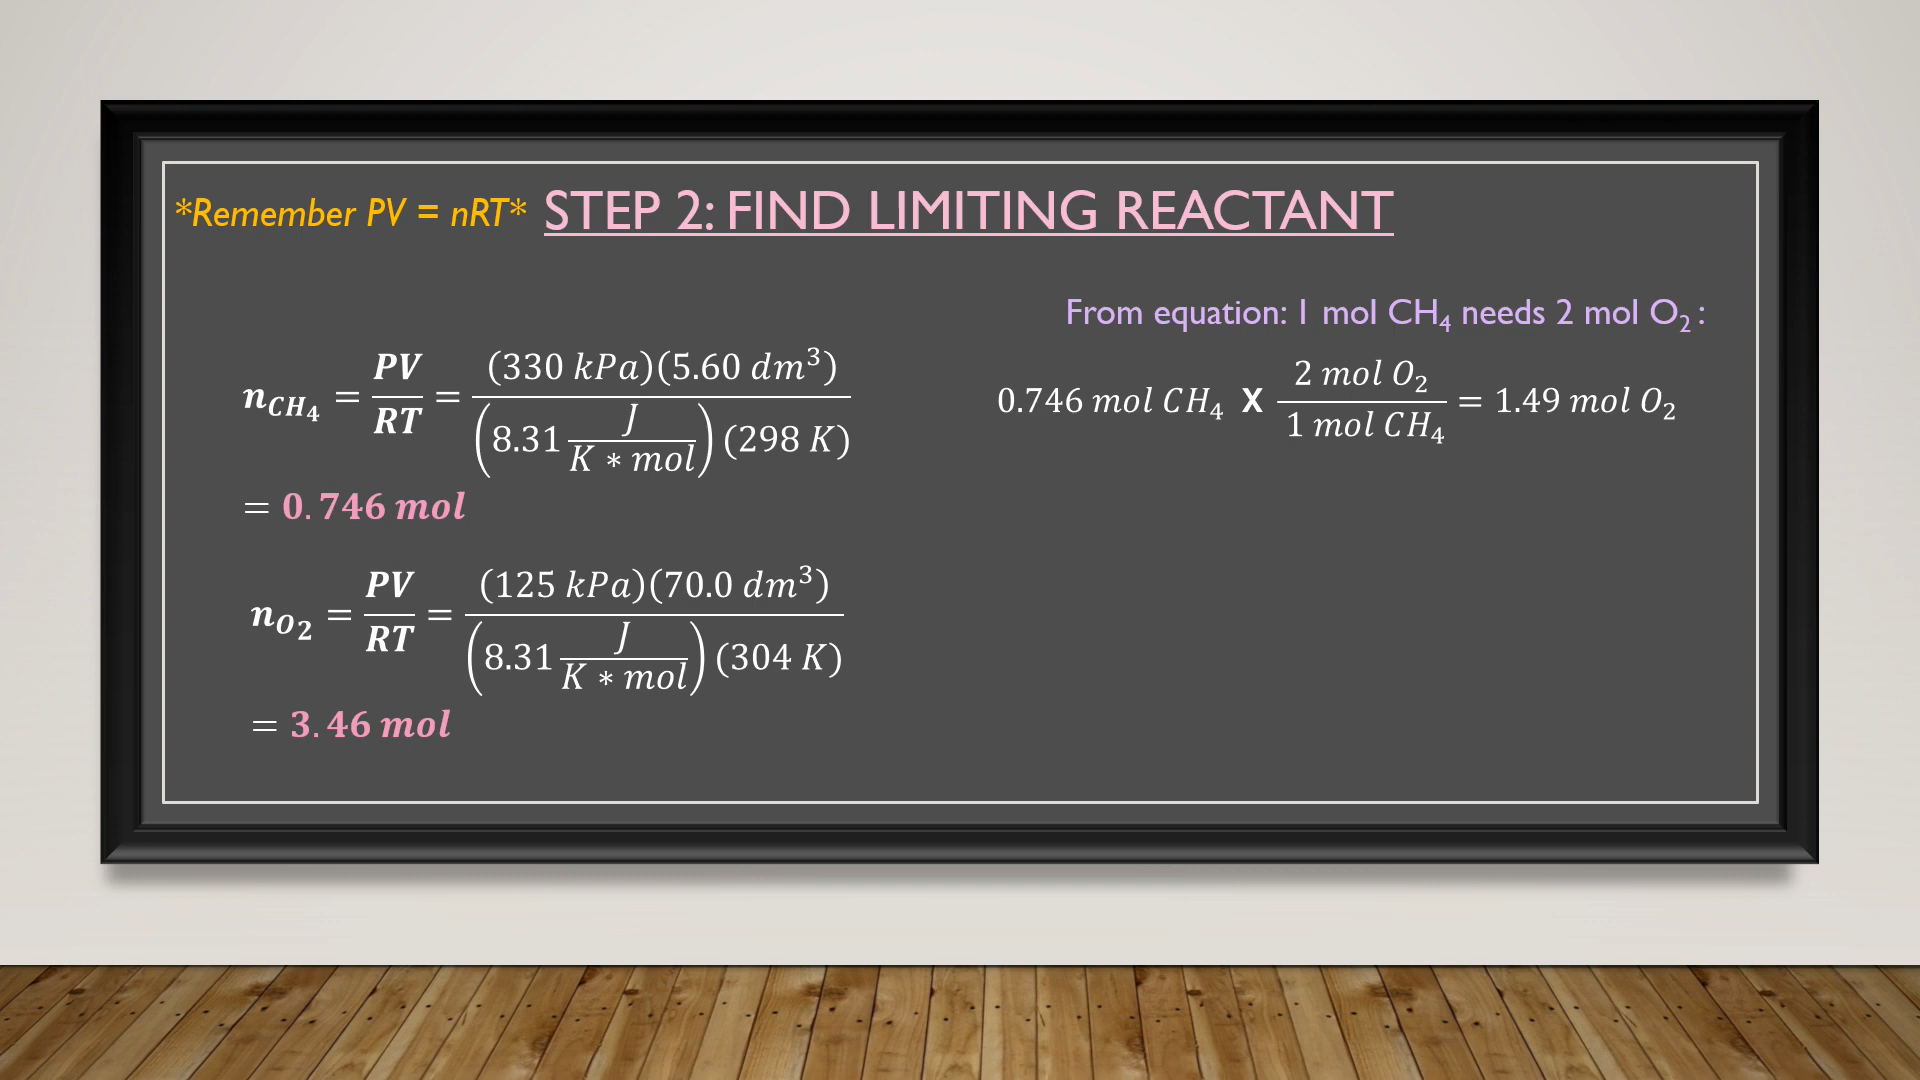 *Remember PV = nRT* STEP 2: FIND LIMITING REACTANT
From equation: 1 mol CH₄ needs 2 mol O₂ :
n_CH₄ = PV/RT = (330 kPa)(5.60 dm³) / (8.31 J/(K * mol))(298 K)
= 0.746 mol
0.746 mol CH₄ X 2 mol O₂ / 1 mol CH₄ = 1.49 mol O₂
n_O₂ = PV/RT = (125 kPa)(70.0 dm³) / (8.31 J/(K * mol))(304 K)
= 3.46 mol